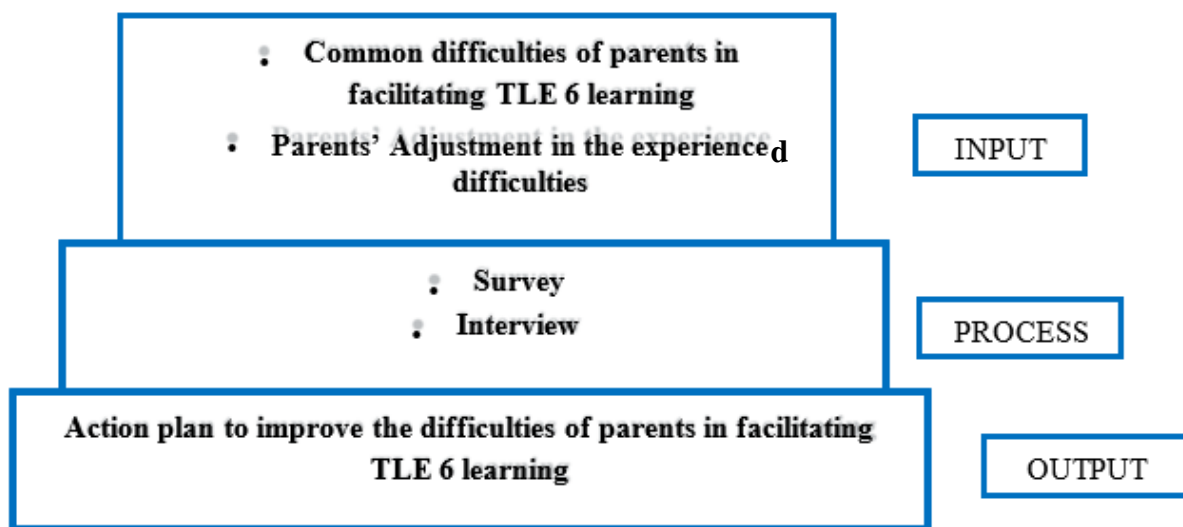 • Common difficulties of parents in
facilitating TLE 6 learning
• Parents’ Adjustment in the experienced
difficulties
INPUT
• Survey
• Interview
PROCESS
Action plan to improve the difficulties of parents in facilitating
TLE 6 learning
OUTPUT